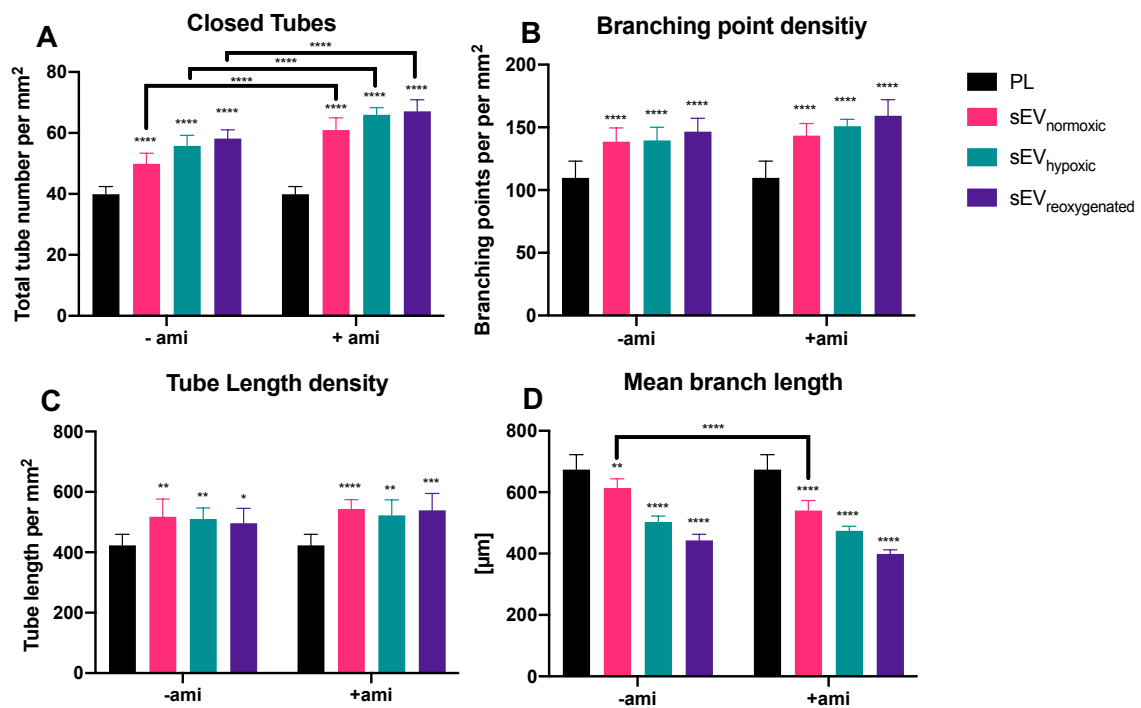 A
Closed Tubes
Total tube number per mm²
80
60
40
20
0
****
****
****
****
****
****
****
****
****
- ami
+ ami
B
Branching point densitiy
Branching points per mm²
200
150
100
50
0
****
****
****
****
****
****
-ami
+ami
PL
sEVnormoxic
sEVhypoxic
sEVreoxygenated
C
Tube Length density
Tube length per mm²
800
600
400
200
0
**
**
*
****
**
***
-ami
+ami
D
Mean branch length
[µm]
800
600
400
200
0
****
**
****
****
****
****
****
-ami
+ami